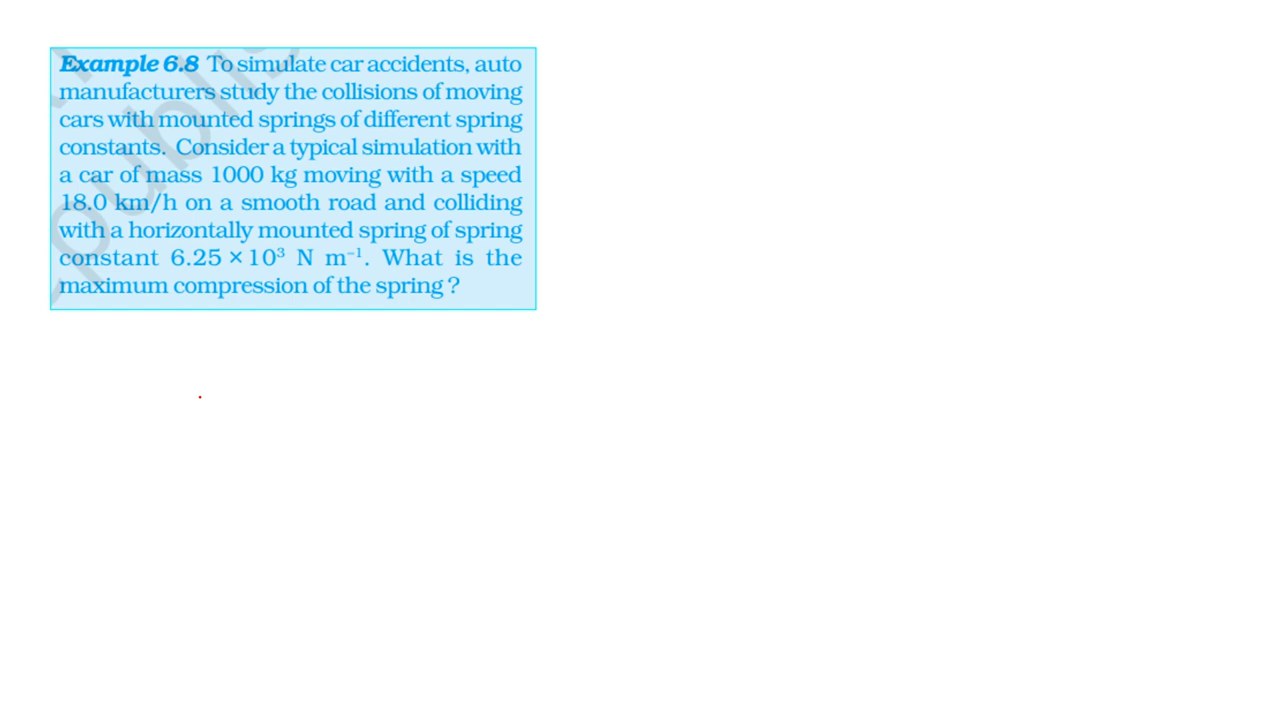 Example 6.8 To simulate car accidents, auto
manufacturers study the collisions of moving
cars with mounted springs of different spring
constants. Consider a typical simulation with
a car of mass 1000 kg moving with a speed
18.0 km/h on a smooth road and colliding
with a horizontally mounted spring of spring
constant 6.25 × 10³ N m⁻¹. What is the
maximum compression of the spring ?